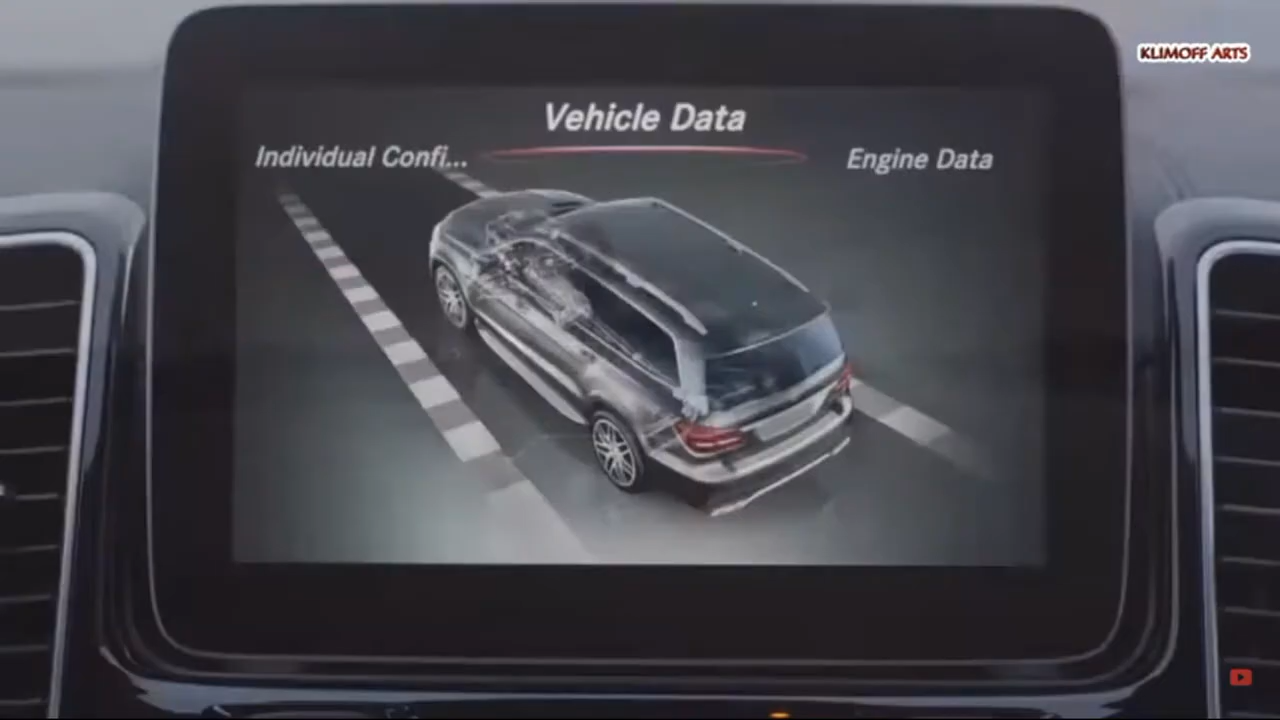 KLIMOFF ARTS
Vehicle Data
Individual Confi...
Engine Data